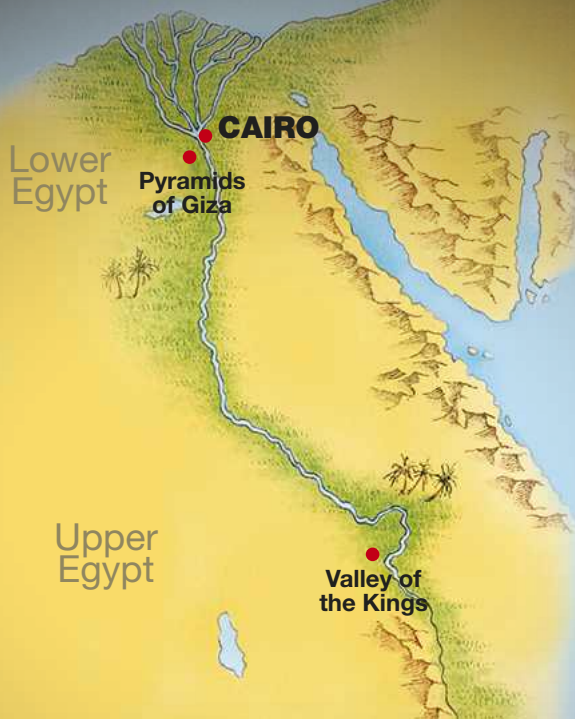 CAIRO
Lower
Egypt
Pyramids
of Giza
Upper
Egypt
Valley of
the Kings